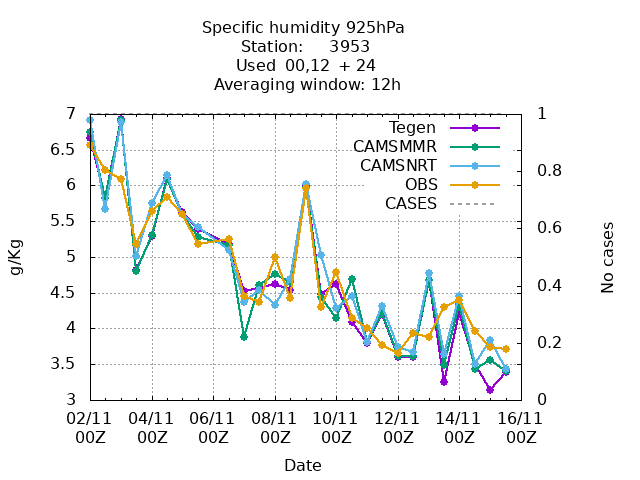 Specific humidity 925hPa
Station: 3953
Used 00,12 + 24
Averaging window: 12h
7
6.5
6
5.5
5
4.5
4
3.5
3
g/Kg
Tegen
CAMSMMR
CAMSNRT
OBS
CASES
1
0.8
0.6
0.4
0.2
0
No cases
02/11 04/11 06/11 08/11 10/11 12/11 14/11 16/11
00Z 00Z 00Z 00Z 00Z 00Z 00Z 00Z
Date